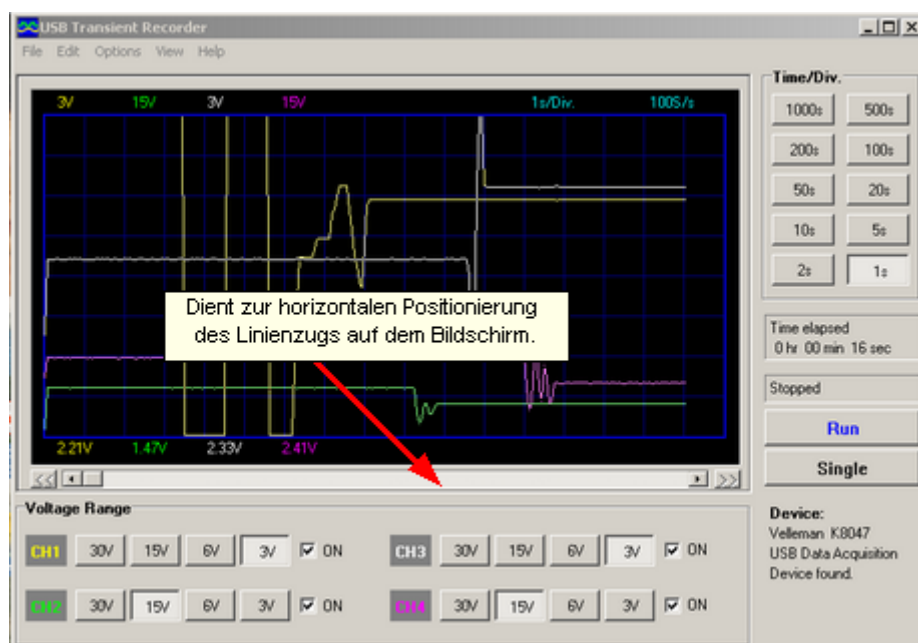 USB Transient Recorder
File Edit Options View Help
3V 15V 3V 15V 1s/Div. 100S/s
Dient zur horizontalen Positionierung
des Linienzugs auf dem Bildschirm.
2.21V 1.47V 2.33V 2.41V
Time/Div.
1000s 500s
200s 100s
50s 20s
10s 5s
2s 1s
Time elapsed
0 hr 00 min 16 sec
Stopped
Run
Single
Voltage Range
CH1 30V 15V 6V 3V ON
CH3 30V 15V 6V 3V ON
CH2 30V 15V 6V 3V ON
CH4 30V 15V 6V 3V ON
Device:
Velleman K8047
USB Data Acquisition
Device found.